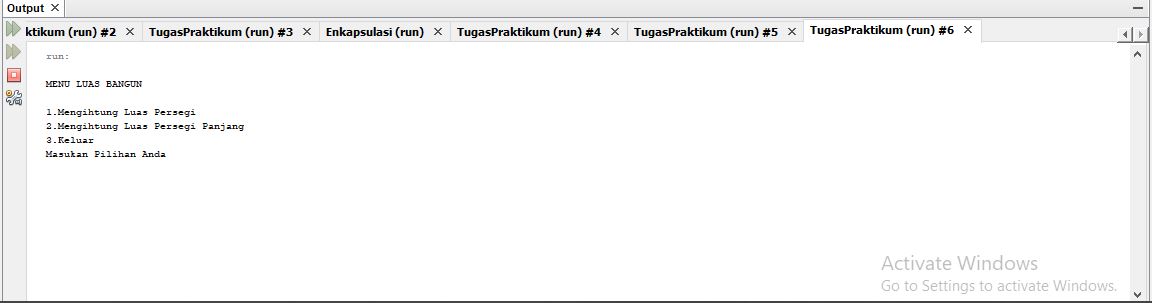 Output
ktikum (run) #2 TugasPraktikum (run) #3 Enkapsulasi (run) TugasPraktikum (run) #4 TugasPraktikum (run) #5 TugasPraktikum (run) #6
run:
MENU LUAS BANGUN
1.Mengihtung Luas Persegi
2.Mengihtung Luas Persegi Panjang
3.Keluar
Masukan Pilihan Anda
Activate Windows
Go to Settings to activate Windows.